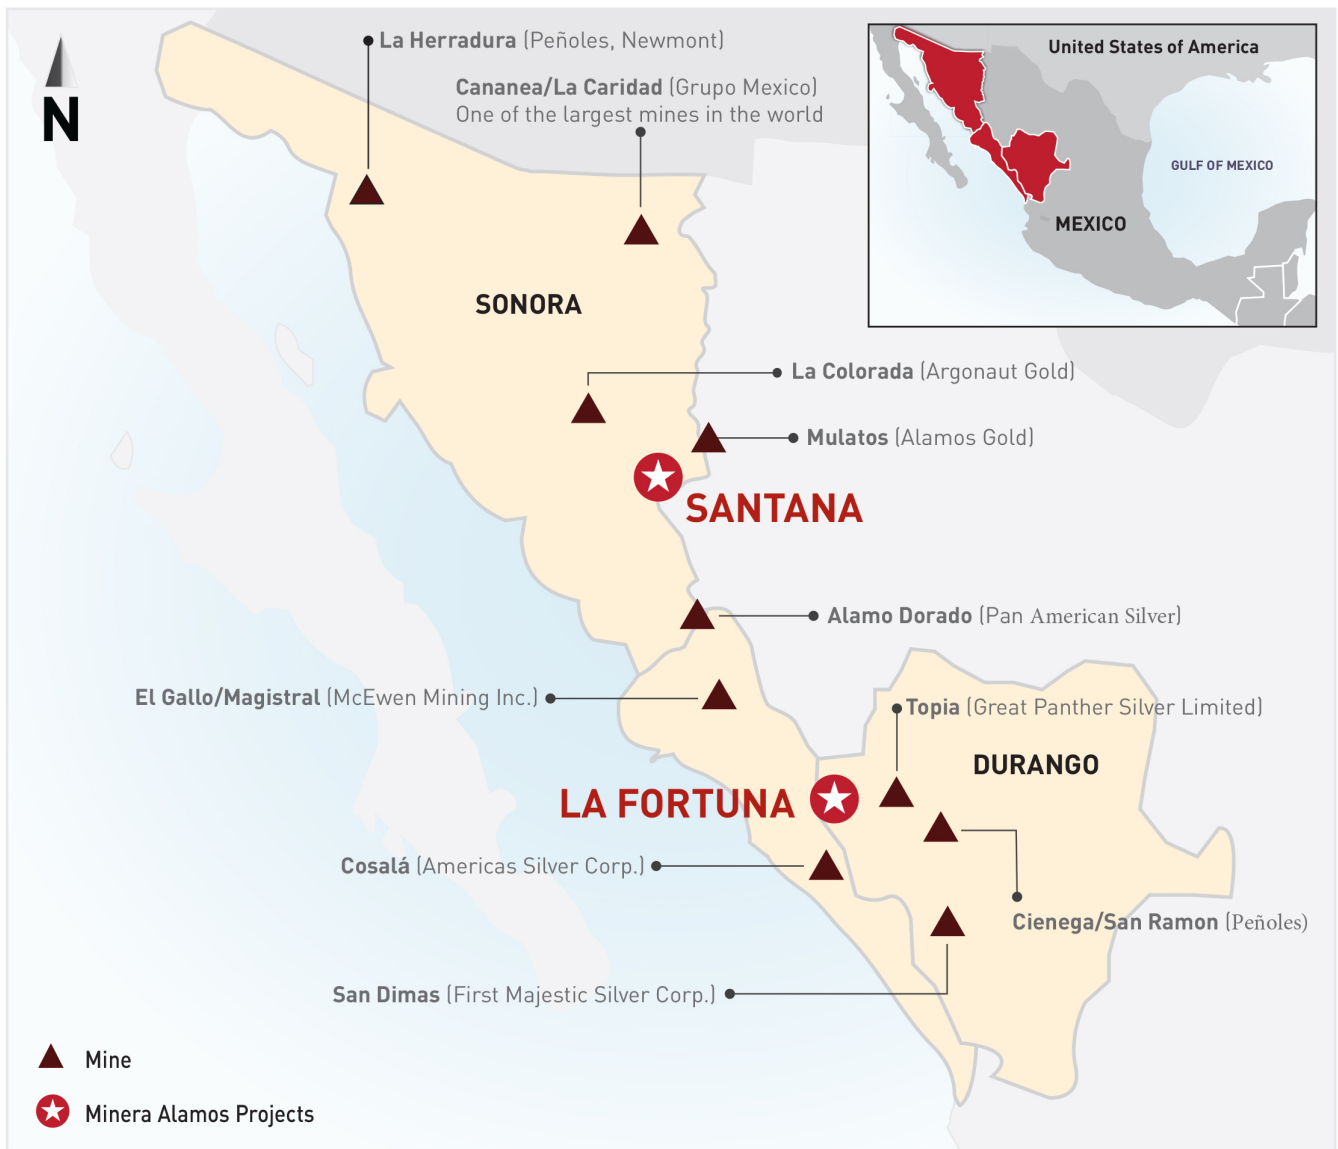 La Herradura (Peñoles, Newmont)
United States of America
Cananea/La Caridad (Grupo Mexico)
One of the largest mines in the world
N
GULF OF MEXICO
MEXICO
SONORA
La Colorada (Argonaut Gold)
Mulatos (Alamos Gold)
SANTANA
Alamo Dorado (Pan American Silver)
El Gallo/Magistral (McEwen Mining Inc.)
Topia (Great Panther Silver Limited)
DURANGO
LA FORTUNA
Cosalá (Americas Silver Corp.)
Cienega/San Ramon (Peñoles)
San Dimas (First Majestic Silver Corp.)
Mine
Minera Alamos Projects